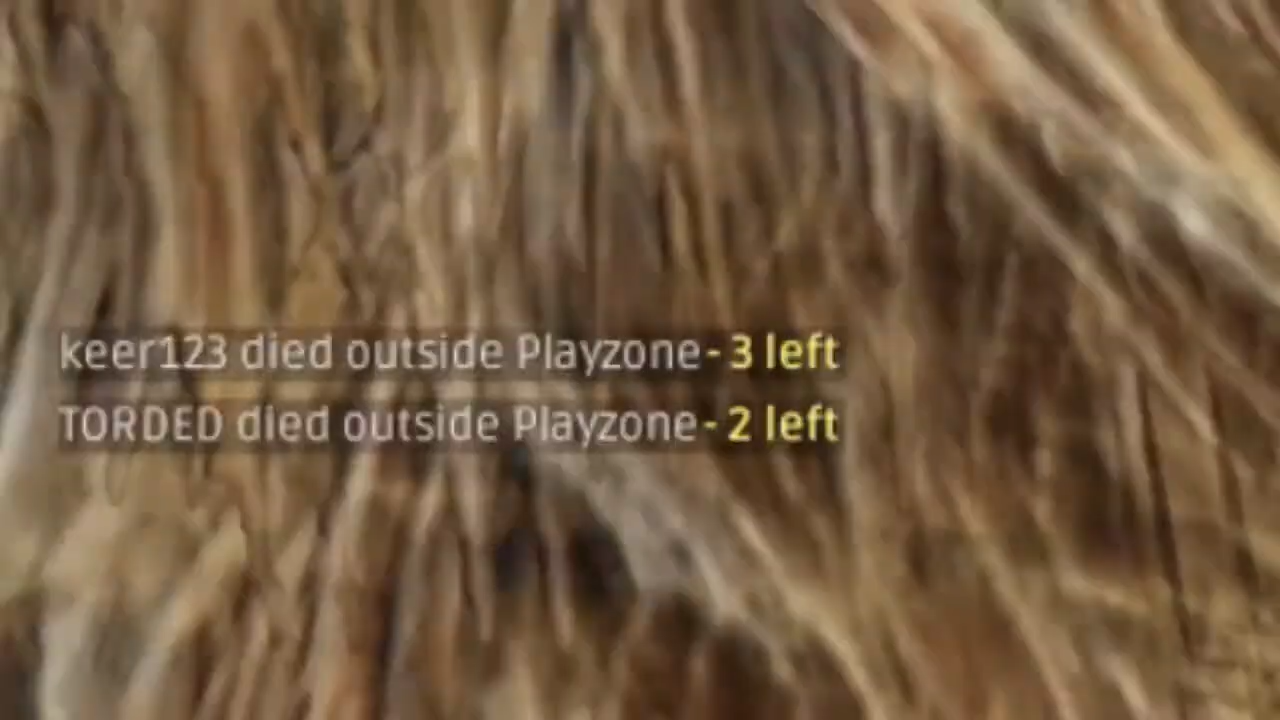 keer123 died outside Playzone - 3 left
TORDED died outside Playzone - 2 left